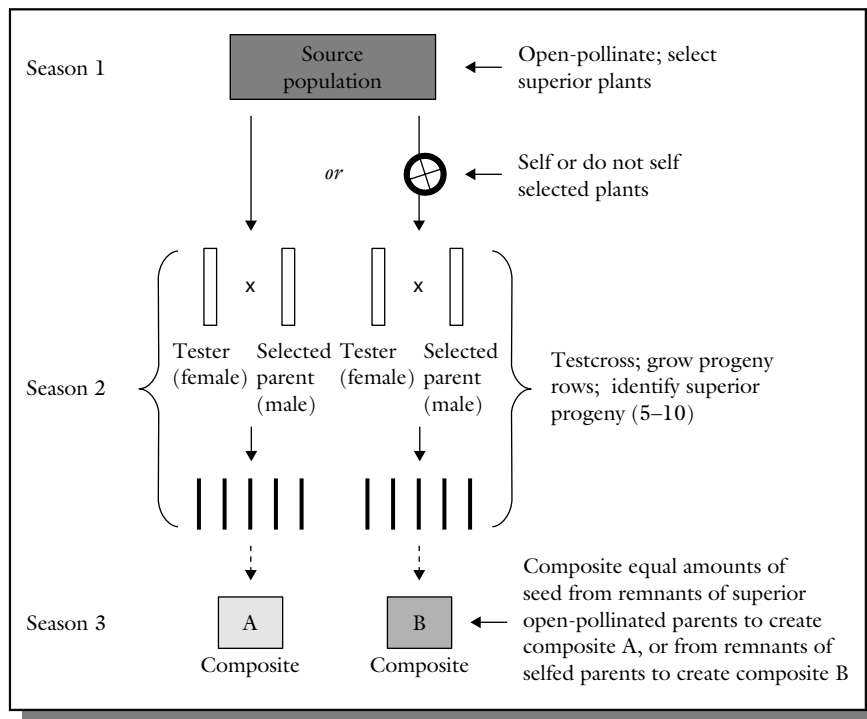 Season 1
Source
population
Open-pollinate; select
superior plants
or
Self or do not self
selected plants
Season 2
x
x
Tester
(female)
Selected
parent
(male)
Tester
(female)
Selected
parent
(male)
Testcross; grow progeny
rows; identify superior
progeny (5–10)
Season 3
A
Composite
B
Composite
Composite equal amounts of
seed from remnants of superior
open-pollinated parents to create
composite A, or from remnants of
selfed parents to create composite B